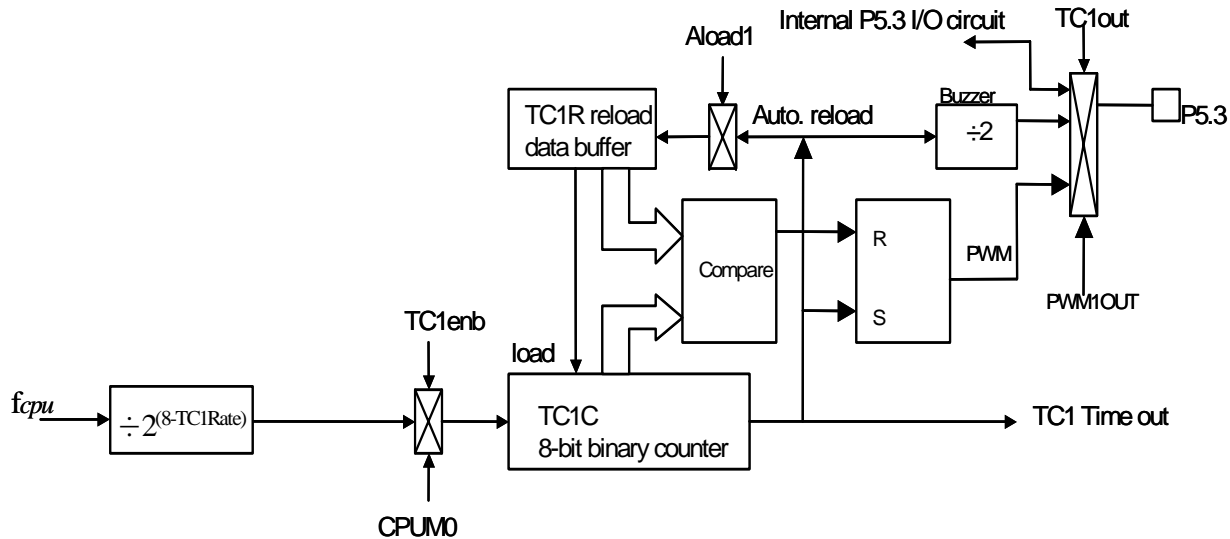 Internal P5.3 I/O circuit
TC1out
Aload1
TC1R reload
data buffer
Auto. reload
Buzzer
÷2
P5.3
Compare
R
S
PWM
PWM1OUT
TC1enb
load
fcpu
÷2(8-TC1Rate)
TC1C
8-bit binary counter
TC1 Time out
CPUM0